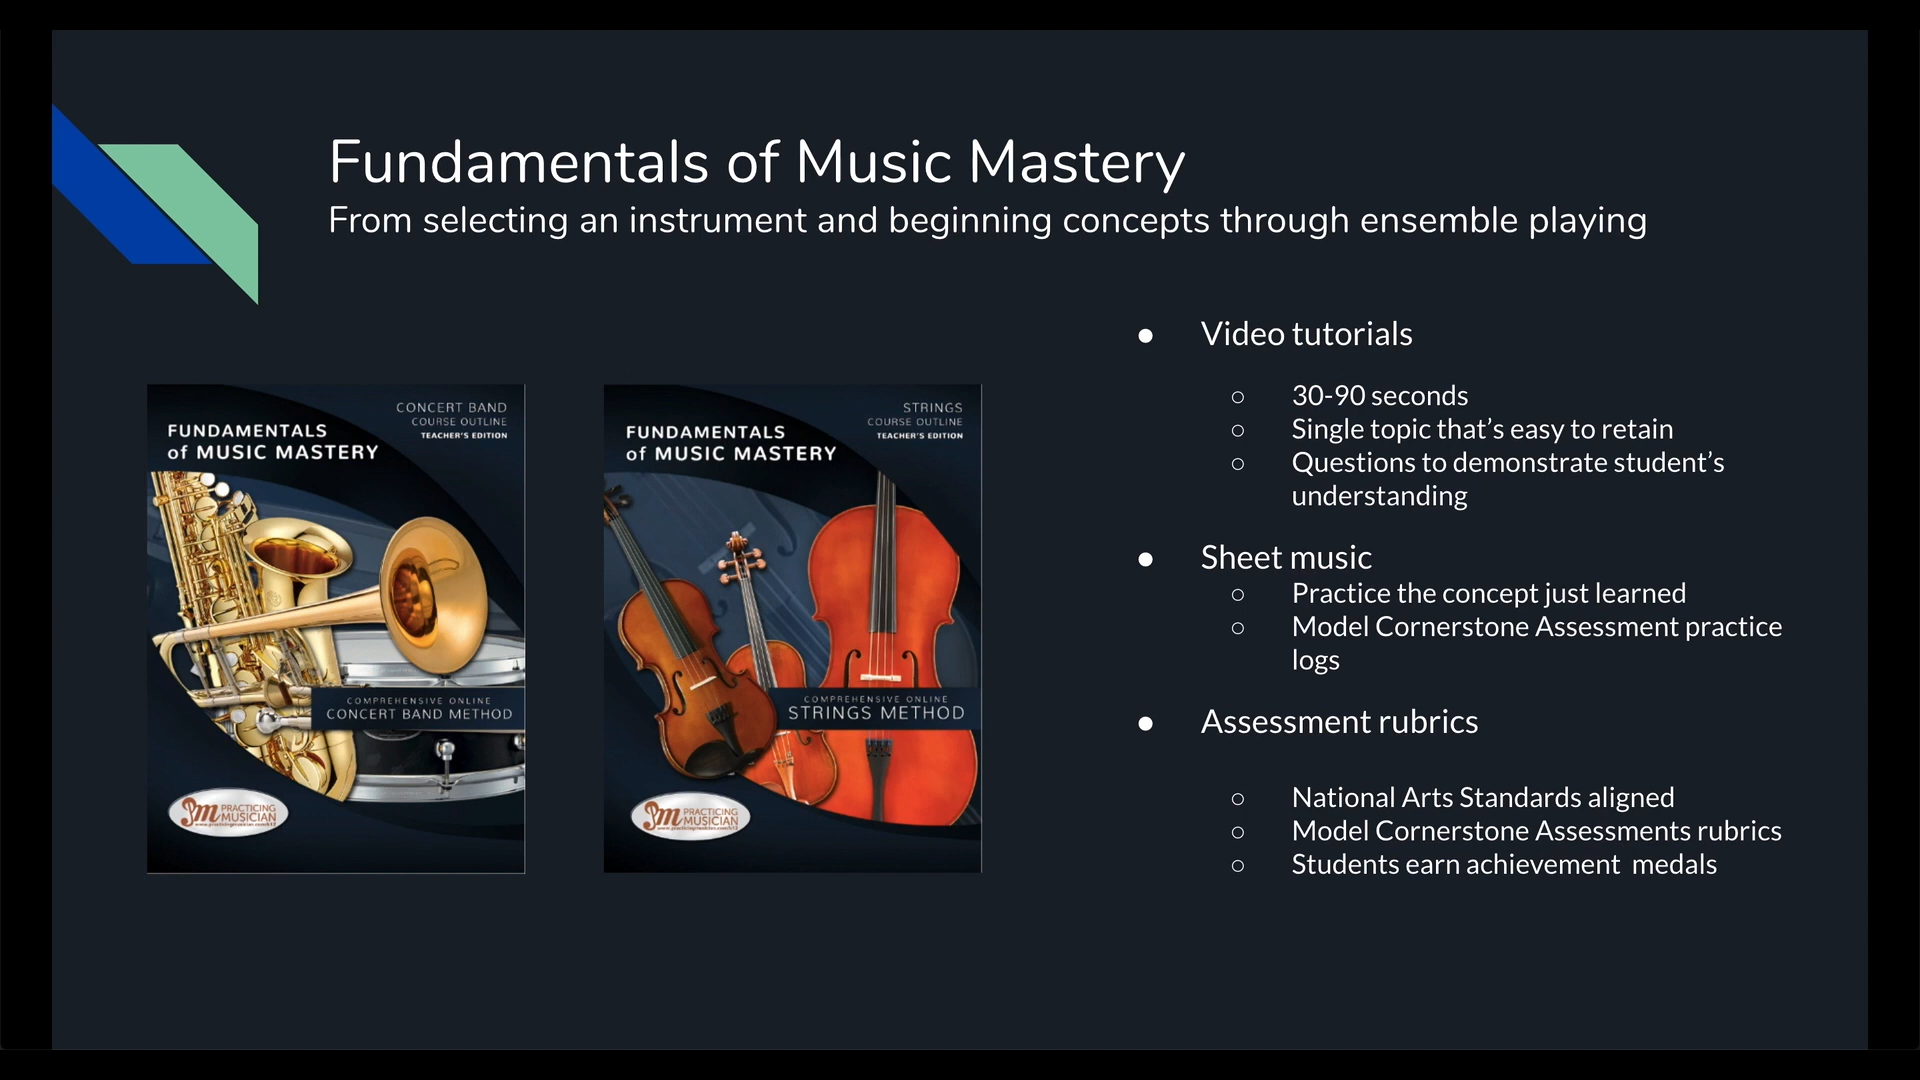 Fundamentals of Music Mastery
From selecting an instrument and beginning concepts through ensemble playing
CONCERT BAND
COURSE OUTLINE
TEACHER'S EDITION
FUNDAMENTALS
of MUSIC MASTERY
COMPREHENSIVE ONLINE
CONCERT BAND METHOD
PM PRACTICING
MUSICIAN
STRINGS
COURSE OUTLINE
TEACHER'S EDITION
FUNDAMENTALS
of MUSIC MASTERY
COMPREHENSIVE ONLINE
STRINGS METHOD
PM PRACTICING
MUSICIAN
● Video tutorials
○ 30-90 seconds
○ Single topic that’s easy to retain
○ Questions to demonstrate student’s
understanding
● Sheet music
○ Practice the concept just learned
○ Model Cornerstone Assessment practice
logs
● Assessment rubrics
○ National Arts Standards aligned
○ Model Cornerstone Assessments rubrics
○ Students earn achievement  medals